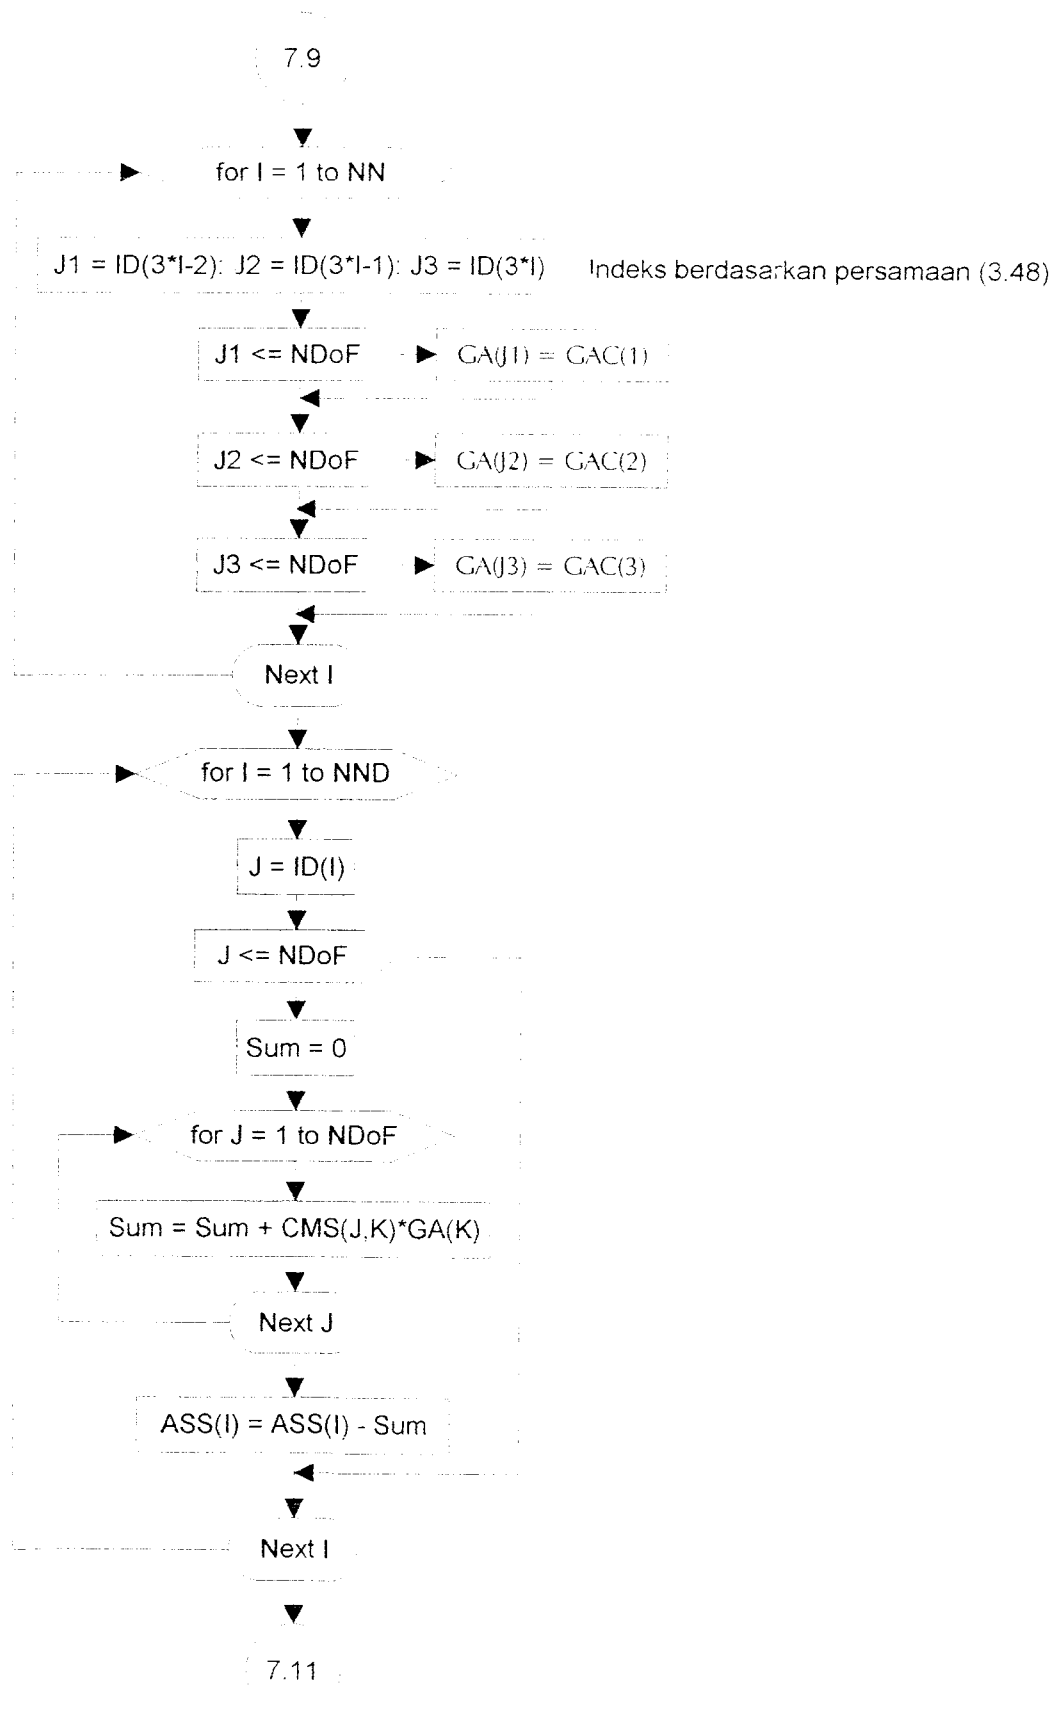 7.9
for I = 1 to NN
J1 = ID(3*I-2): J2 = ID(3*I-1): J3 = ID(3*I)
Indeks berdasarkan persamaan (3.48)
J1 <= NDoF
GA(J1) = GAC(1)
J2 <= NDoF
GA(J2) = GAC(2)
J3 <= NDoF
GA(J3) = GAC(3)
Next I
for I = 1 to NND
J = ID(I)
J <= NDoF
Sum = 0
for J = 1 to NDoF
Sum = Sum + CMS(J,K)*GA(K)
Next J
ASS(I) = ASS(I) - Sum
Next I
7.11